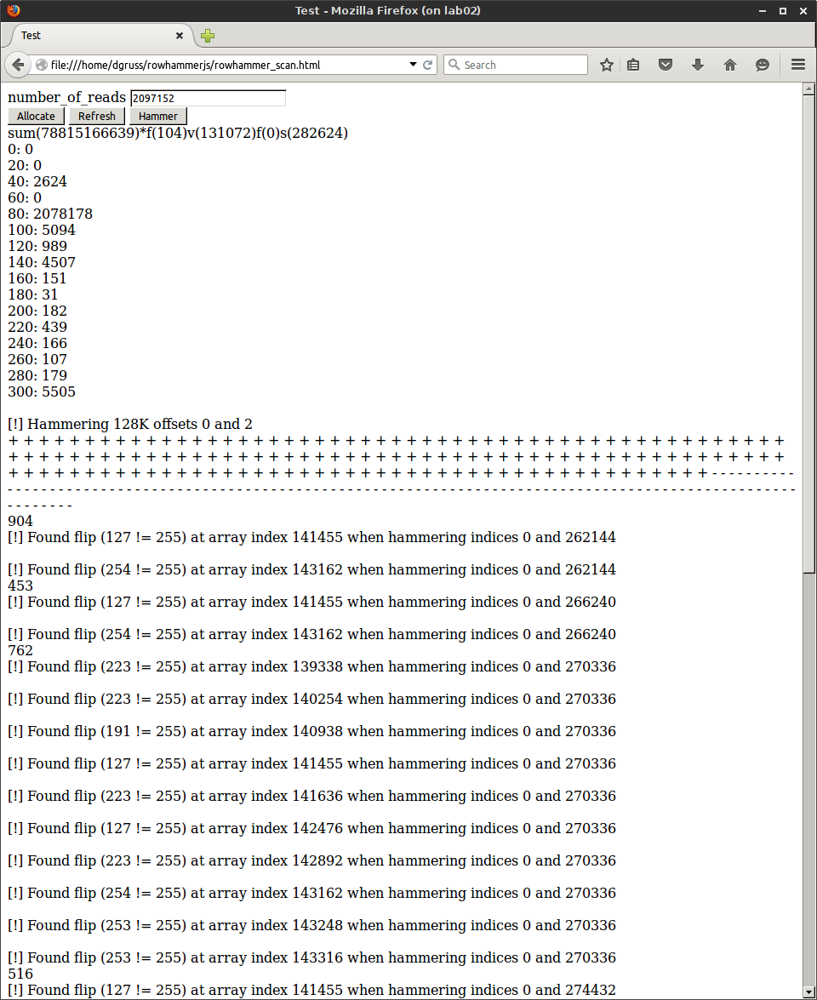 Test - Mozilla Firefox (on lab02)
Test
file:///home/dgruss/rowhammerjs/rowhammer_scan.html
Search
number_of_reads 2097152
Allocate Refresh Hammer
sum(78815166639)*f(104)v(131072)f(0)s(282624)
0: 0
20: 0
40: 2624
60: 0
80: 2078178
100: 5094
120: 989
140: 4507
160: 151
180: 31
200: 182
220: 439
240: 166
260: 107
280: 179
300: 5505
[!] Hammering 128K offsets 0 and 2
+ + + + + + + + + + + + + + + + + + + + + + + + + + + + + + + + + + + + + + + + + + + + + + + + + + +
+ + + + + + + + + + + + + + + + + + + + + + + + + + + + + + + + + + + + + + + + + + + + + + + + + + +
+ + + + + + + + + + + + + + + + + + + + + + + + + + + + + + + + + + + + + + + + + + + + + + - - - - - - - - - -
- - - - - - - - - - - - - - - - - - - - - - - - - - - - - - - - - - - - - - - - - - - - - - - - - - - - - - - - - - - - - - - - - - - - - - - - - - - - - - - - - - - - - - - - - - - - - -
- - - - - - - -
904
[!] Found flip (127 != 255) at array index 141455 when hammering indices 0 and 262144
[!] Found flip (254 != 255) at array index 143162 when hammering indices 0 and 262144
453
[!] Found flip (127 != 255) at array index 141455 when hammering indices 0 and 266240
[!] Found flip (254 != 255) at array index 143162 when hammering indices 0 and 266240
762
[!] Found flip (223 != 255) at array index 139338 when hammering indices 0 and 270336
[!] Found flip (223 != 255) at array index 140254 when hammering indices 0 and 270336
[!] Found flip (191 != 255) at array index 140938 when hammering indices 0 and 270336
[!] Found flip (127 != 255) at array index 141455 when hammering indices 0 and 270336
[!] Found flip (223 != 255) at array index 141636 when hammering indices 0 and 270336
[!] Found flip (127 != 255) at array index 142476 when hammering indices 0 and 270336
[!] Found flip (223 != 255) at array index 142892 when hammering indices 0 and 270336
[!] Found flip (254 != 255) at array index 143162 when hammering indices 0 and 270336
[!] Found flip (253 != 255) at array index 143248 when hammering indices 0 and 270336
[!] Found flip (253 != 255) at array index 143316 when hammering indices 0 and 270336
516
[!] Found flip (127 != 255) at array index 141455 when hammering indices 0 and 274432